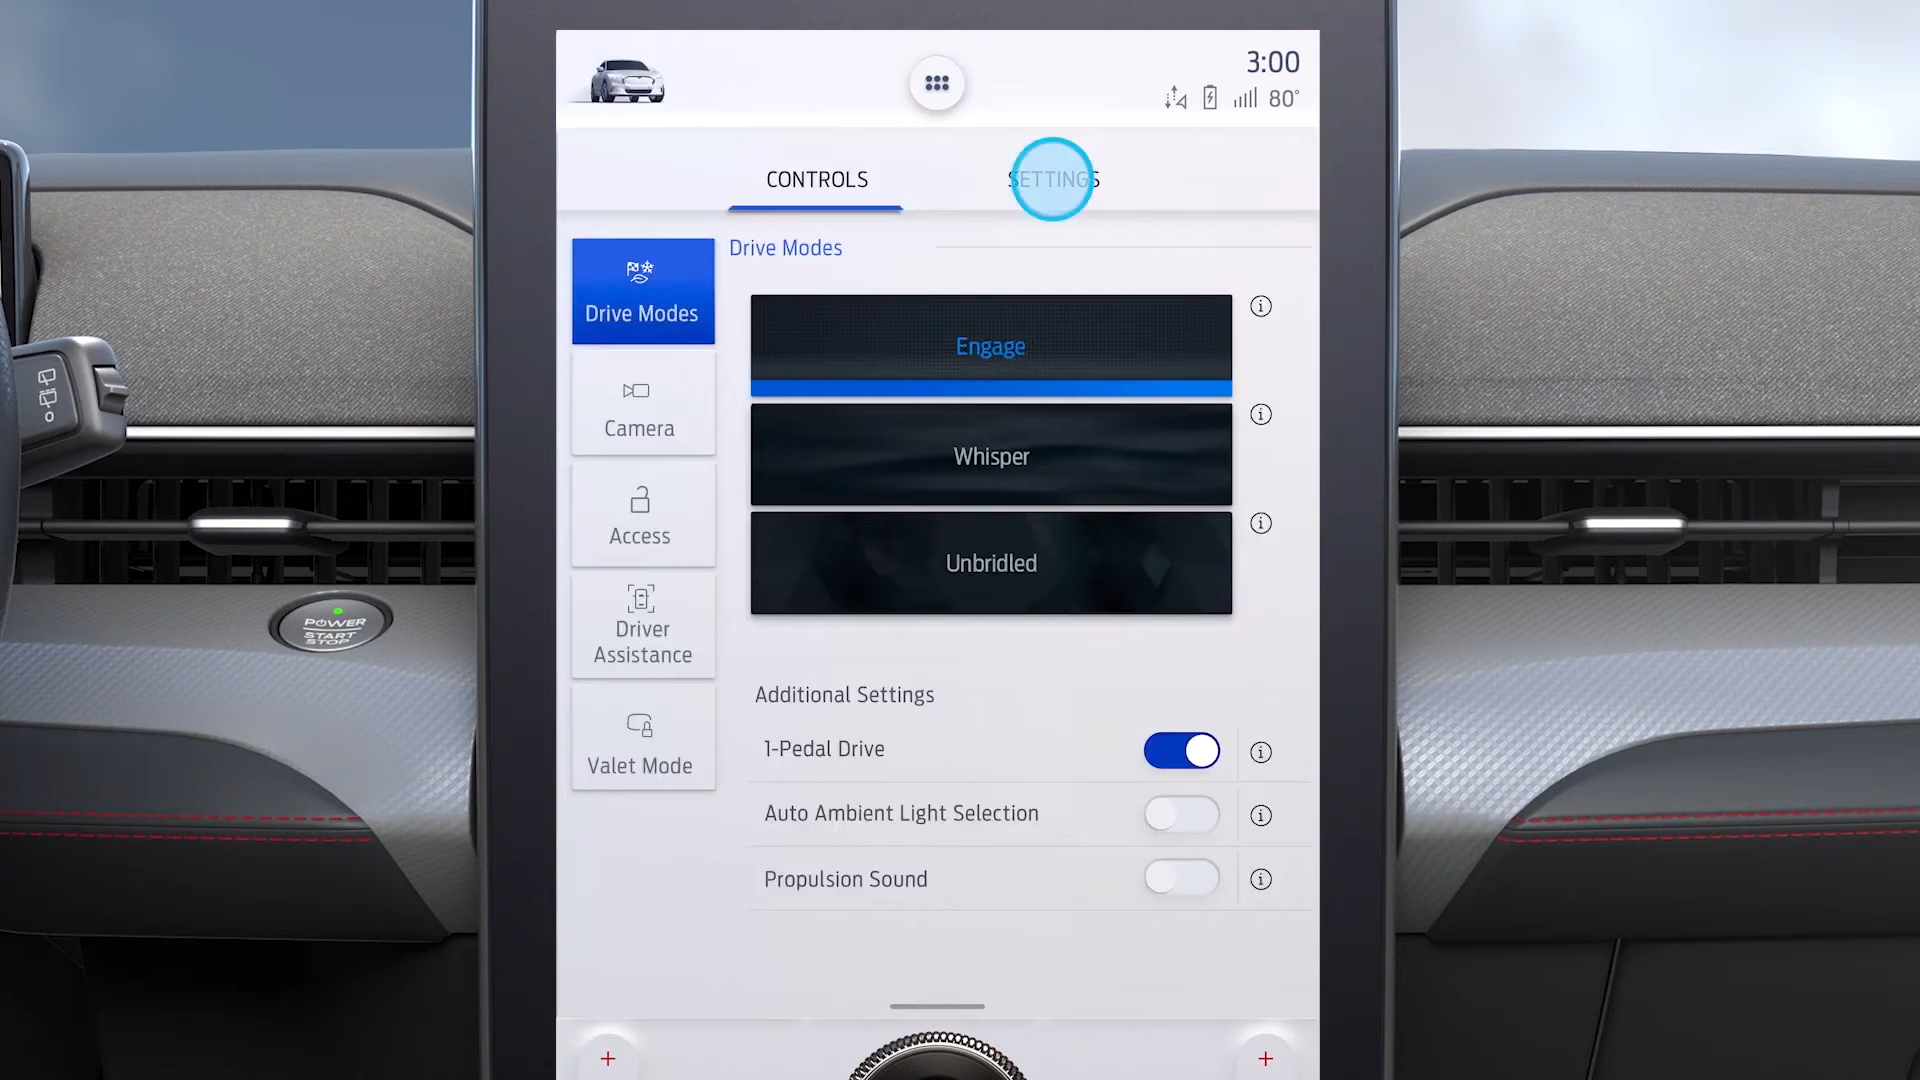 3:00
80°
CONTROLS
SETTINGS
Drive Modes
Drive Modes
Engage
Camera
Whisper
Access
Unbridled
Driver
Assistance
POWER
START
STOP
Additional Settings
1-Pedal Drive
Valet Mode
Auto Ambient Light Selection
Propulsion Sound